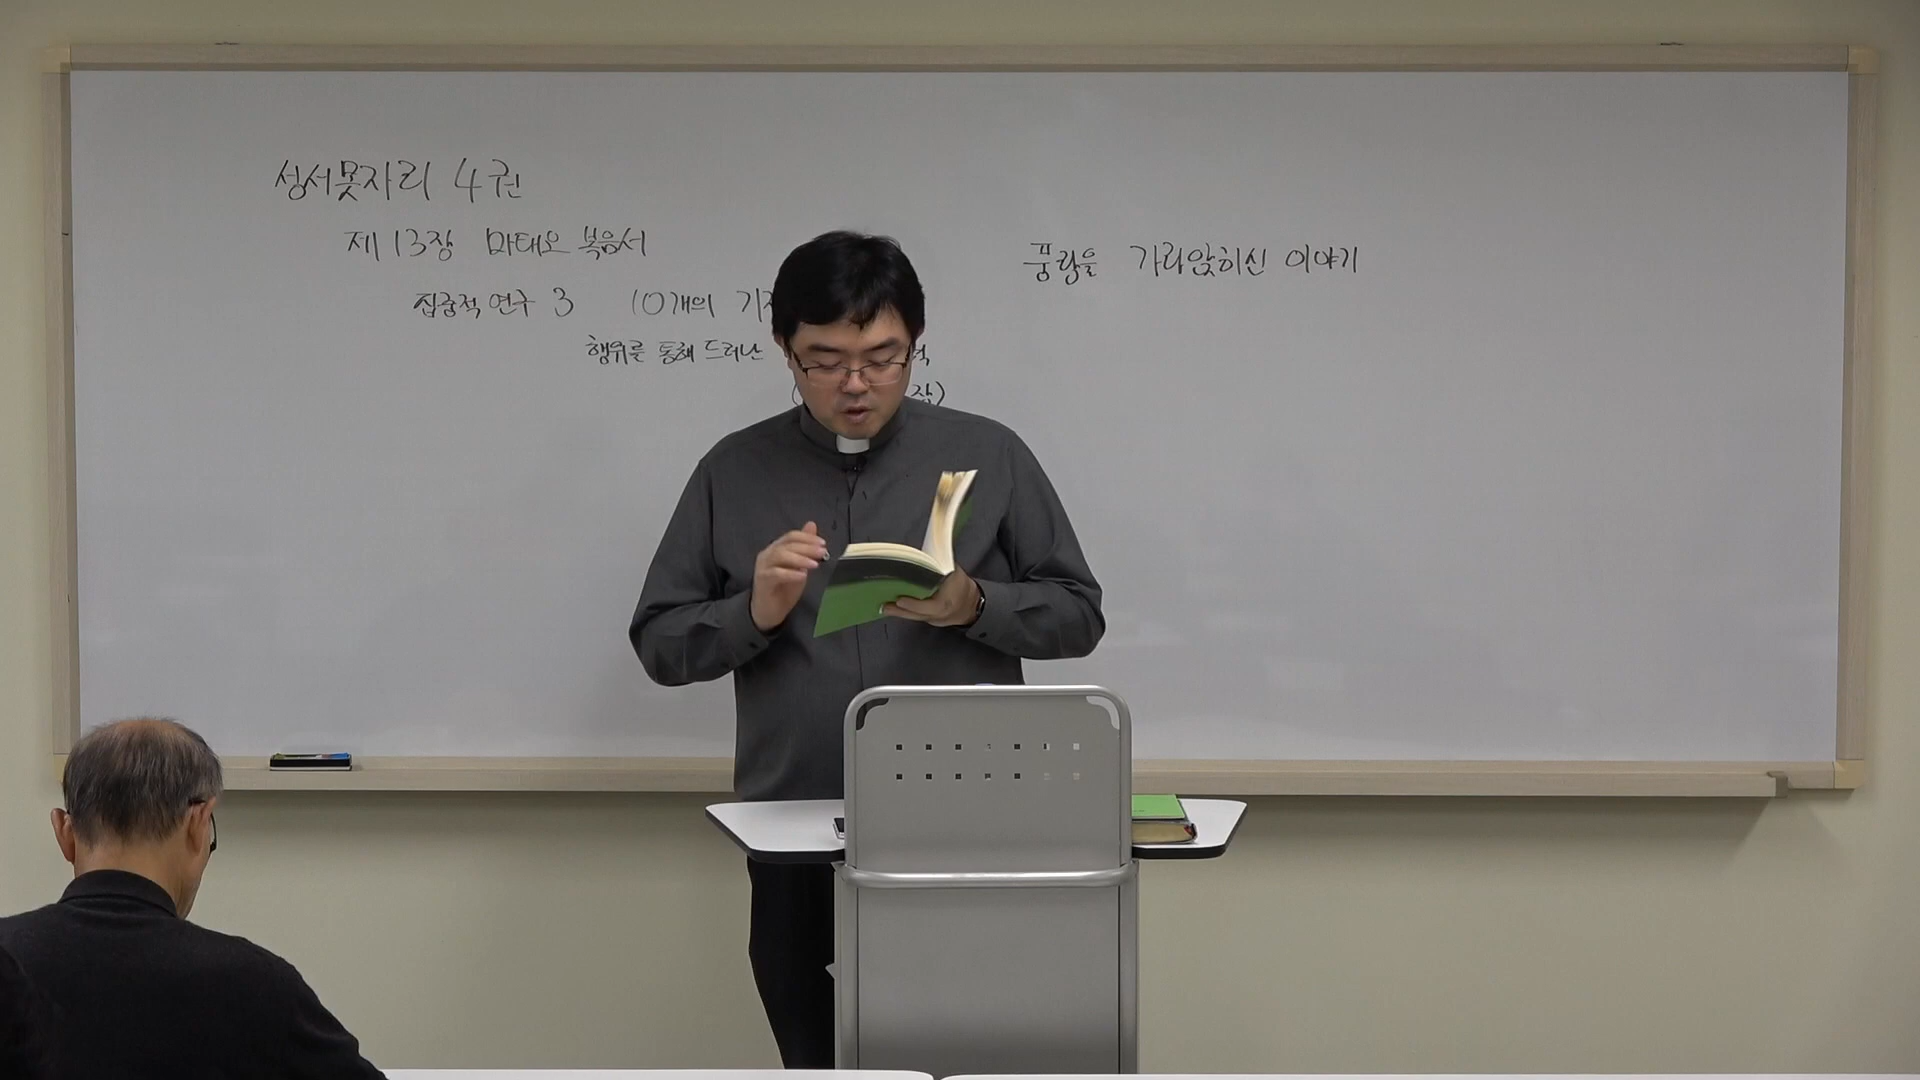 성서못자리 4권
제13장 마태오 복음서
집중적 연구 3 10개의
행위를 통해 드러난
풍랑을 가라앉히신 이야기